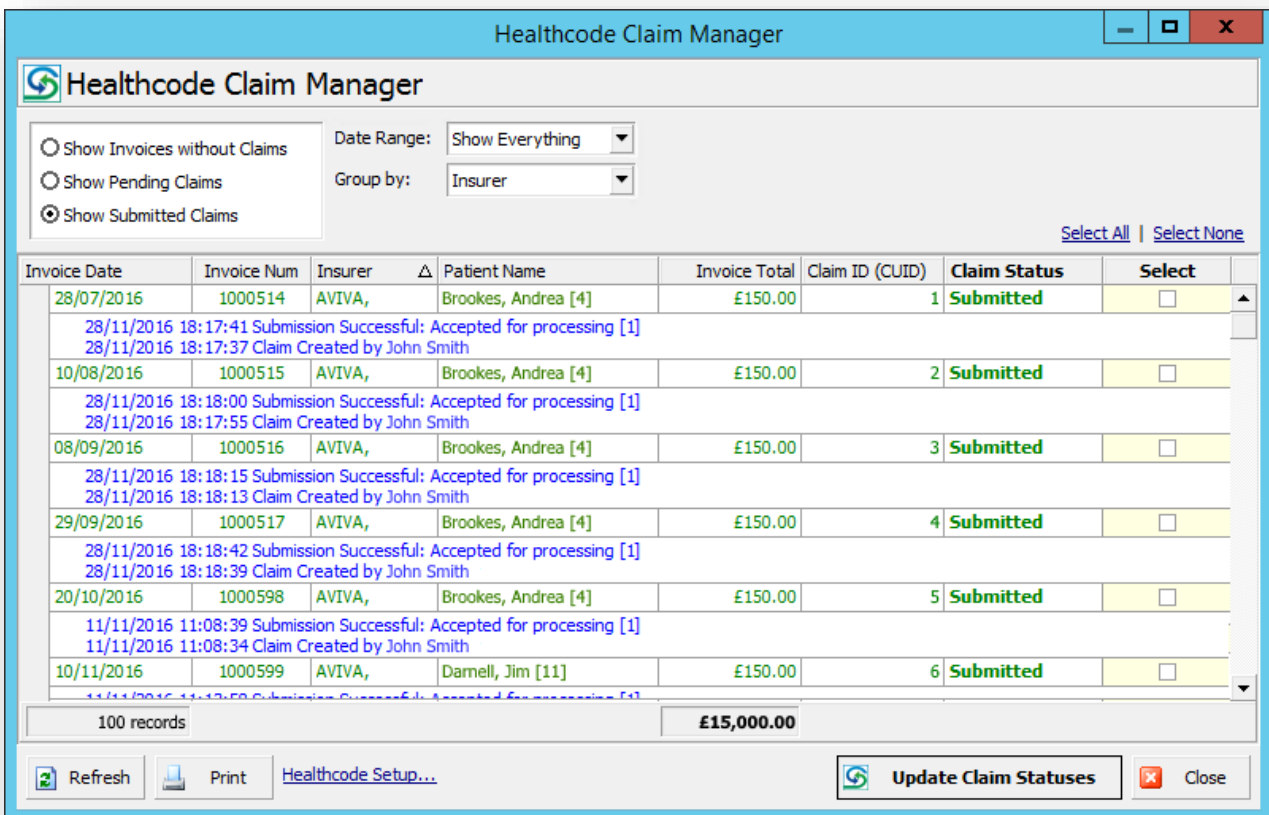 Healthcode Claim Manager
Healthcode Claim Manager
Show Invoices without Claims
Show Pending Claims
Show Submitted Claims
Date Range: Show Everything
Group by: Insurer
Select All | Select None
Invoice Date Invoice Num Insurer Patient Name Invoice Total Claim ID (CUID) Claim Status Select
28/07/2016 1000514 AVIVA, Brookes, Andrea [4] £150.00 1 Submitted
28/11/2016 18:17:41 Submission Successful: Accepted for processing [1]
28/11/2016 18:17:37 Claim Created by John Smith
10/08/2016 1000515 AVIVA, Brookes, Andrea [4] £150.00 2 Submitted
28/11/2016 18:18:00 Submission Successful: Accepted for processing [1]
28/11/2016 18:17:55 Claim Created by John Smith
08/09/2016 1000516 AVIVA, Brookes, Andrea [4] £150.00 3 Submitted
28/11/2016 18:18:15 Submission Successful: Accepted for processing [1]
28/11/2016 18:18:13 Claim Created by John Smith
29/09/2016 1000517 AVIVA, Brookes, Andrea [4] £150.00 4 Submitted
28/11/2016 18:18:42 Submission Successful: Accepted for processing [1]
28/11/2016 18:18:39 Claim Created by John Smith
20/10/2016 1000598 AVIVA, Brookes, Andrea [4] £150.00 5 Submitted
11/11/2016 11:08:39 Submission Successful: Accepted for processing [1]
11/11/2016 11:08:34 Claim Created by John Smith
10/11/2016 1000599 AVIVA, Darnell, Jim [11] £150.00 6 Submitted
11/11/2016 Submission Successful: Accepted for processing [1]
100 records £15,000.00
Refresh Print Healthcode Setup... Update Claim Statuses Close